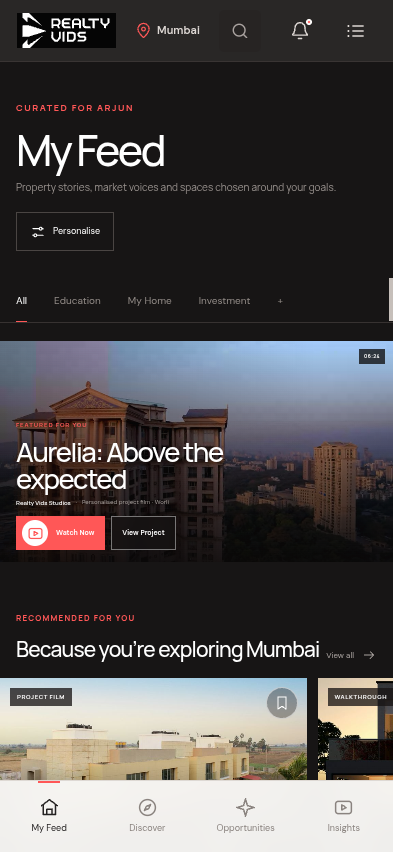 REALTY
VIDS
Mumbai
CURATED FOR ARJUN
My Feed
Property stories, market voices and spaces chosen around your goals.
Personalise
All Education My Home Investment +
06:26
FEATURED FOR YOU
Aurelia: Above the
expected
Realty Vids Studios Personalised project film · Worli
Watch Now View Project
RECOMMENDED FOR YOU
Because you're exploring Mumbai View all
PROJECT FILM WALKTHROUGH
My Feed Discover Opportunities Insights